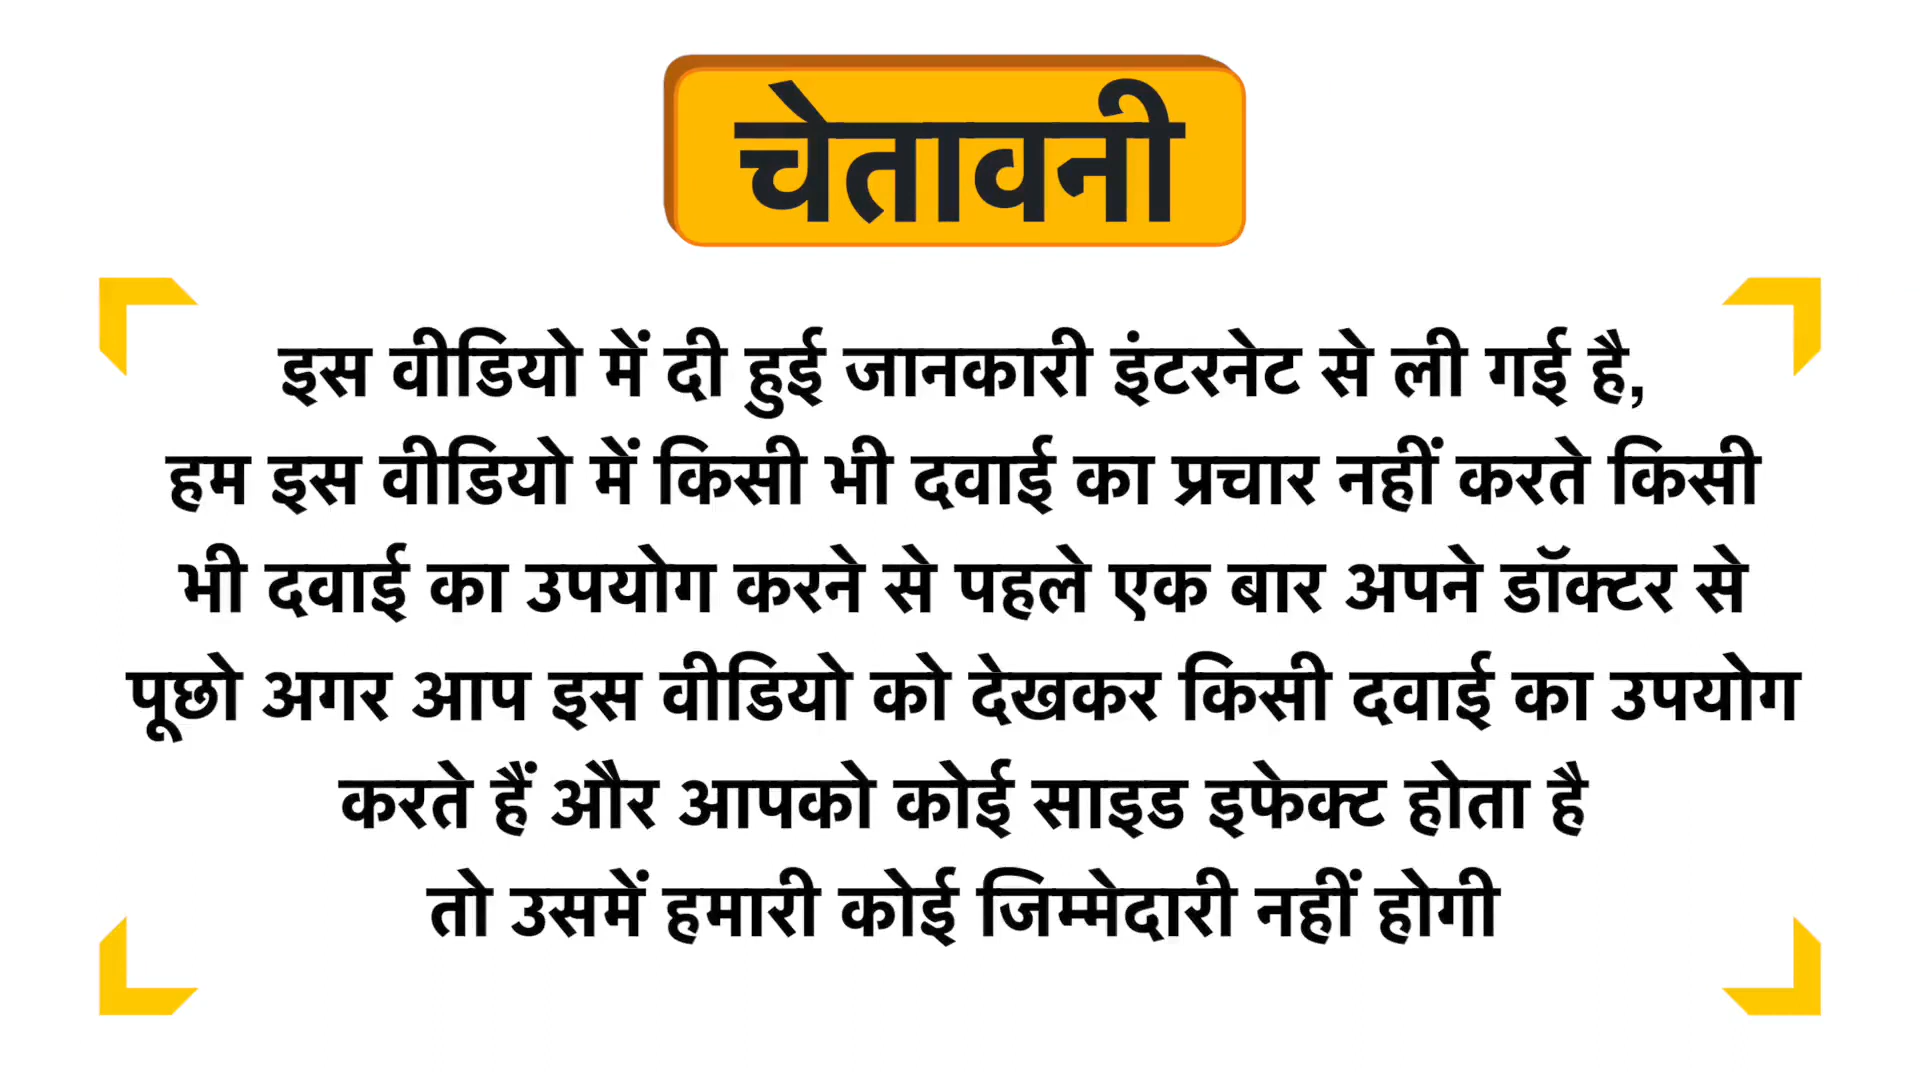 चेतावनी
इस वीडियो में दी हुई जानकारी इंटरनेट से ली गई है,
हम इस वीडियो में किसी भी दवाई का प्रचार नहीं करते किसी
भी दवाई का उपयोग करने से पहले एक बार अपने डॉक्टर से
पूछो अगर आप इस वीडियो को देखकर किसी दवाई का उपयोग
करते हैं और आपको कोई साइड इफेक्ट होता है
तो उसमें हमारी कोई जिम्मेदारी नहीं होगी